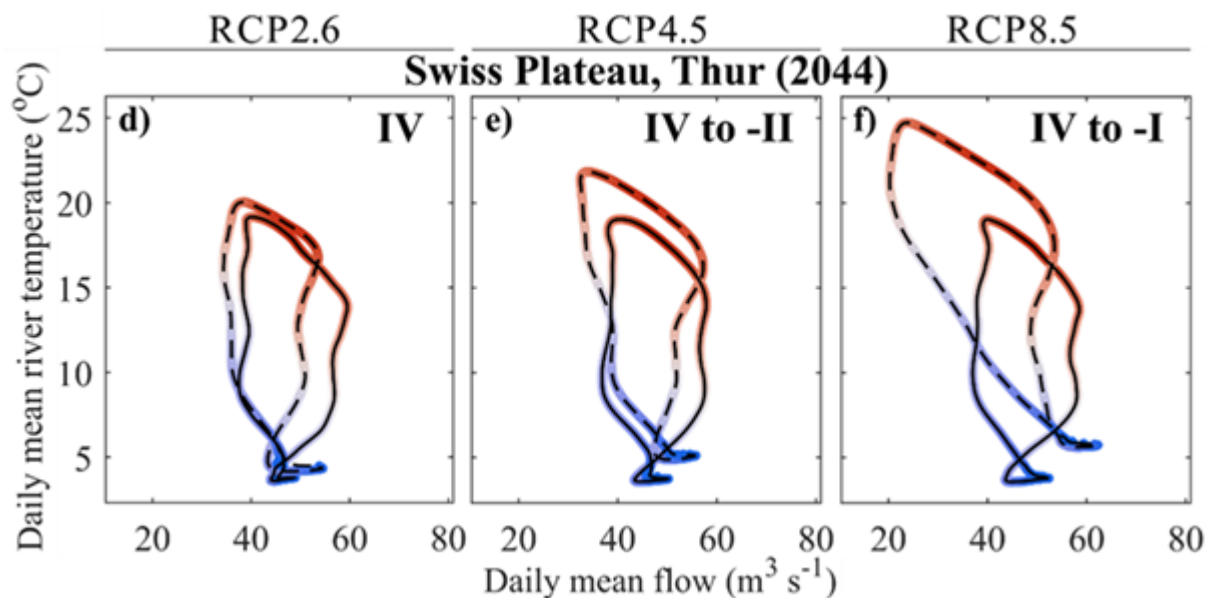 RCP2.6 RCP4.5 RCP8.5
Swiss Plateau, Thur (2044)
Daily mean river temperature (°C)
d) IV e) IV to -II f) IV to -I
25
20
15
10
5
20 40 60 80 20 40 60 80 20 40 60 80
Daily mean flow (m³ s⁻¹)